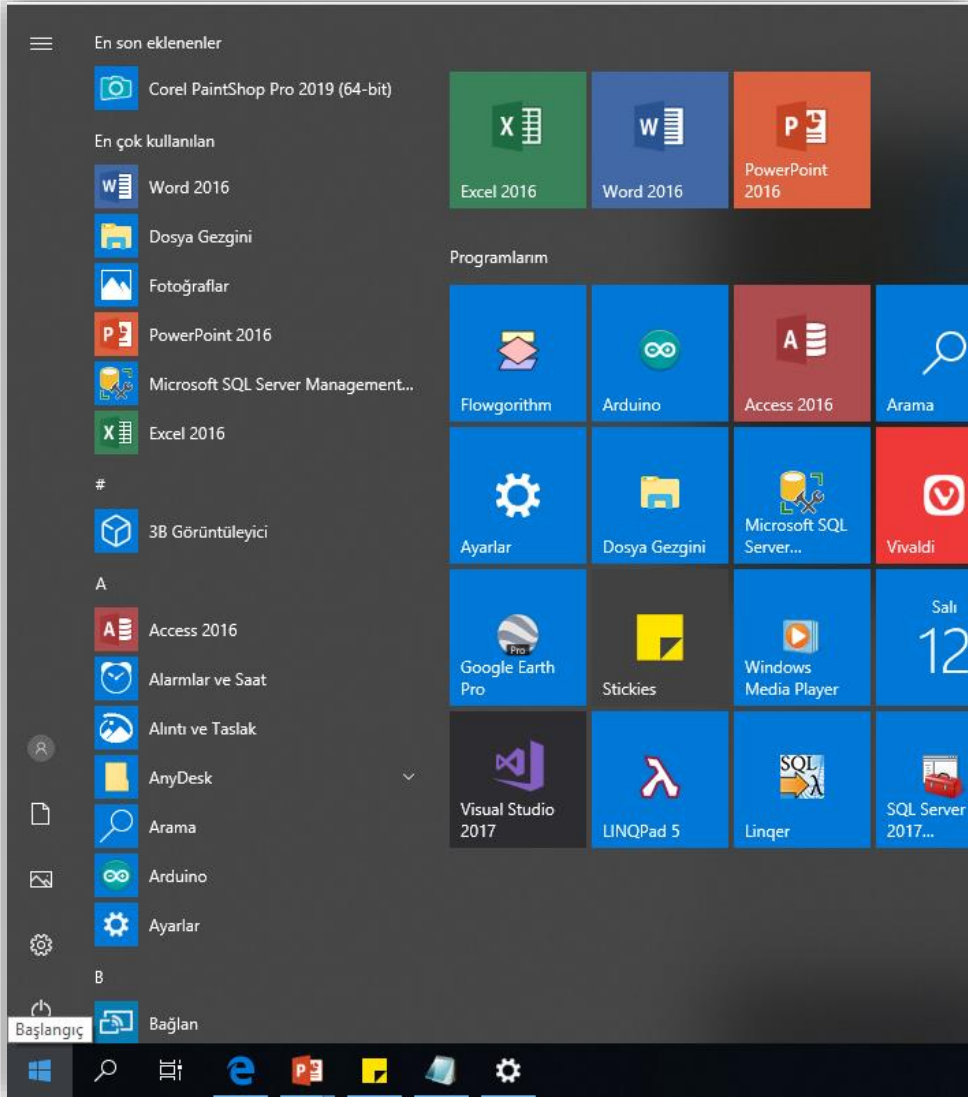 En son eklenenler
Corel PaintShop Pro 2019 (64-bit)
En çok kullanılan
Word 2016
Dosya Gezgini
Fotoğraflar
PowerPoint 2016
Microsoft SQL Server Management...
Excel 2016
#
3B Görüntüleyici
A
Access 2016
Alarmlar ve Saat
Alıntı ve Taslak
AnyDesk
Arama
Arduino
Ayarlar
B
Bağlan
Başlangıç
Excel 2016
Word 2016
PowerPoint
2016
Programlarım
Flowgorithm
Arduino
Access 2016
Arama
Ayarlar
Dosya Gezgini
Microsoft SQL
Server...
Vivaldi
Pro
Google Earth
Pro
Stickies
Windows
Media Player
Salı
12
Visual Studio
2017
LINQPad 5
SQL
λ
Linqer
SQL Server
2017...